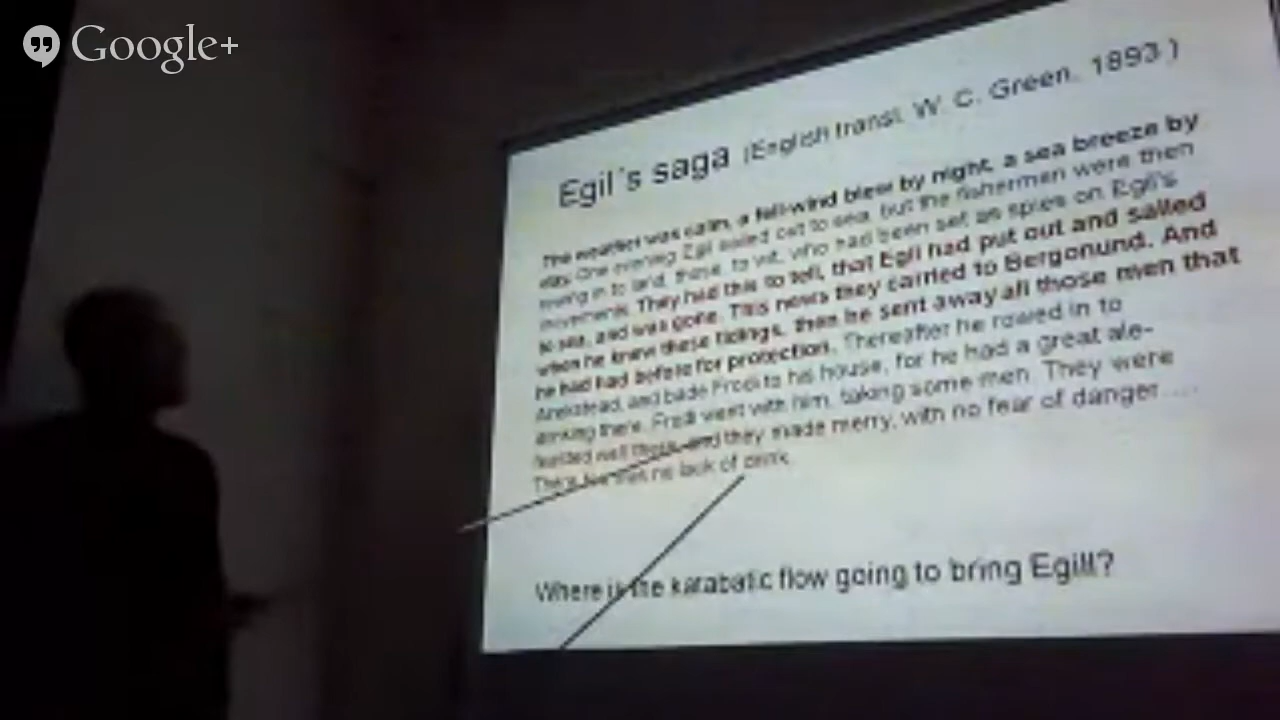 Google+
Egil's saga (English transl. W. C. Green. 1893 )
The weather was calm, a fell-wind blew by night, a sea breeze by
day. One evening Egil sailed out to sea, but the fishermen were then
rowing in to land, those, to wit, who had been set as spies on Egil's
movements. They had this to tell, that Egil had put out and sailed
to sea, and was gone. This news they carried to Bergonund. And
when he knew these tidings, then he sent away all those men that
he had had before for protection. Thereafter he rowed in to
Arekstead, and bade Frodi to his house, for he had a great ale-
drinking there. Frodi went with him, taking some men. They were
feasted well there, and they made merry, with no fear of danger ....
There was no lack of drink.
Where is the katabatic flow going to bring Egill?